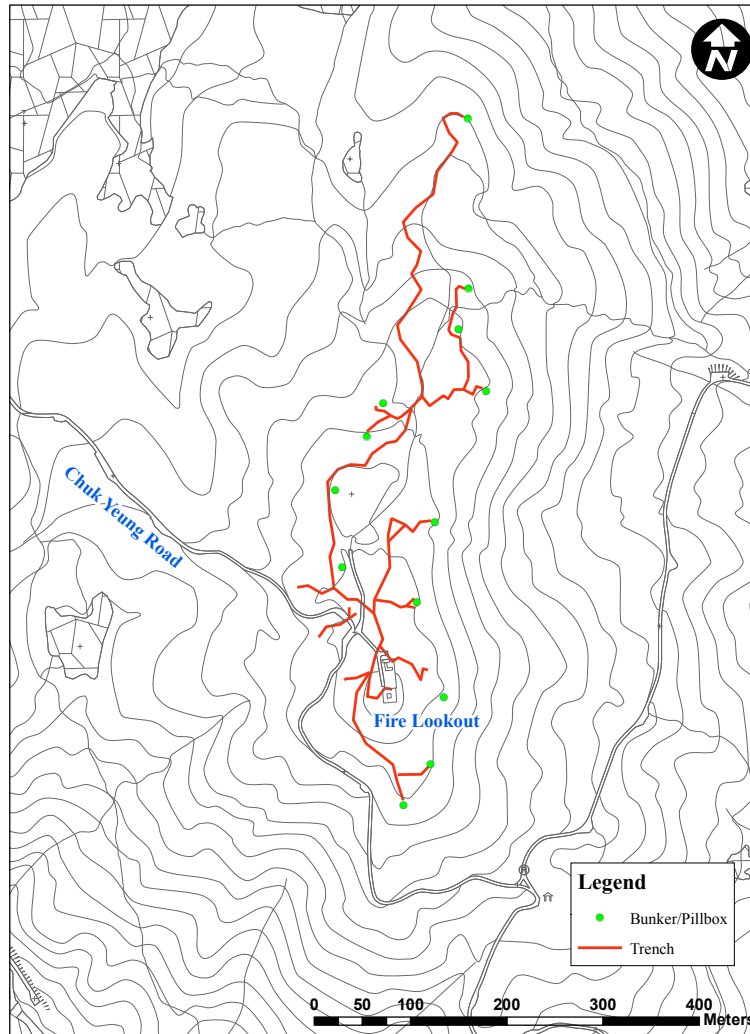 N
Chuk Yeung Road
Fire Lookout
Legend
Bunker/Pillbox
Trench
0 50 100 200 300 400
Meters